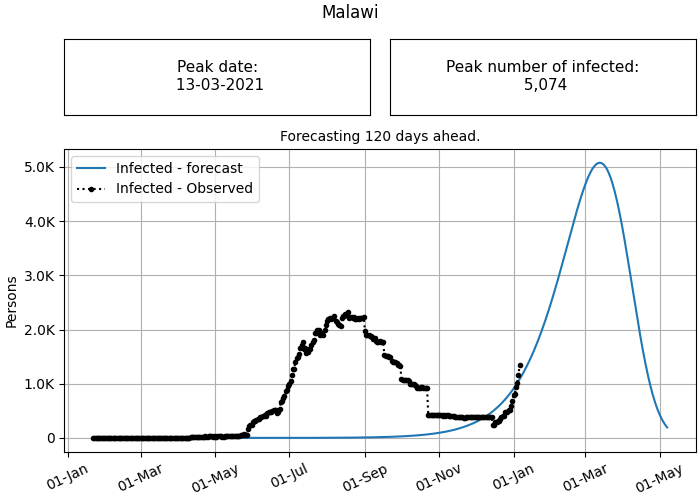 Malawi
Peak date:
13-03-2021
Peak number of infected:
5,074
Forecasting 120 days ahead.
Infected - forecast
Infected - Observed
Persons
5.0K
4.0K
3.0K
2.0K
1.0K
0
01-Jan
01-Mar
01-May
01-Jul
01-Sep
01-Nov
01-Jan
01-Mar
01-May